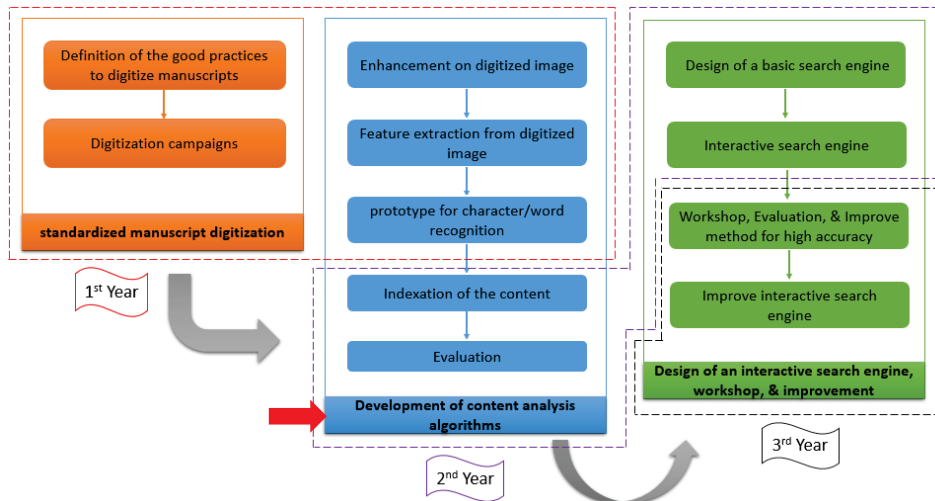 Definition of the good practices
to digitize manuscripts
Digitization campaigns
standardized manuscript digitization
1st Year
Enhancement on digitized image
Feature extraction from digitized
image
prototype for character/word
recognition
Indexation of the content
Evaluation
Development of content analysis
algorithms
2nd Year
Design of a basic search engine
Interactive search engine
Workshop, Evaluation, & Improve
method for high accuracy
Improve interactive search
engine
Design of an interactive search engine,
workshop, & improvement
3rd Year